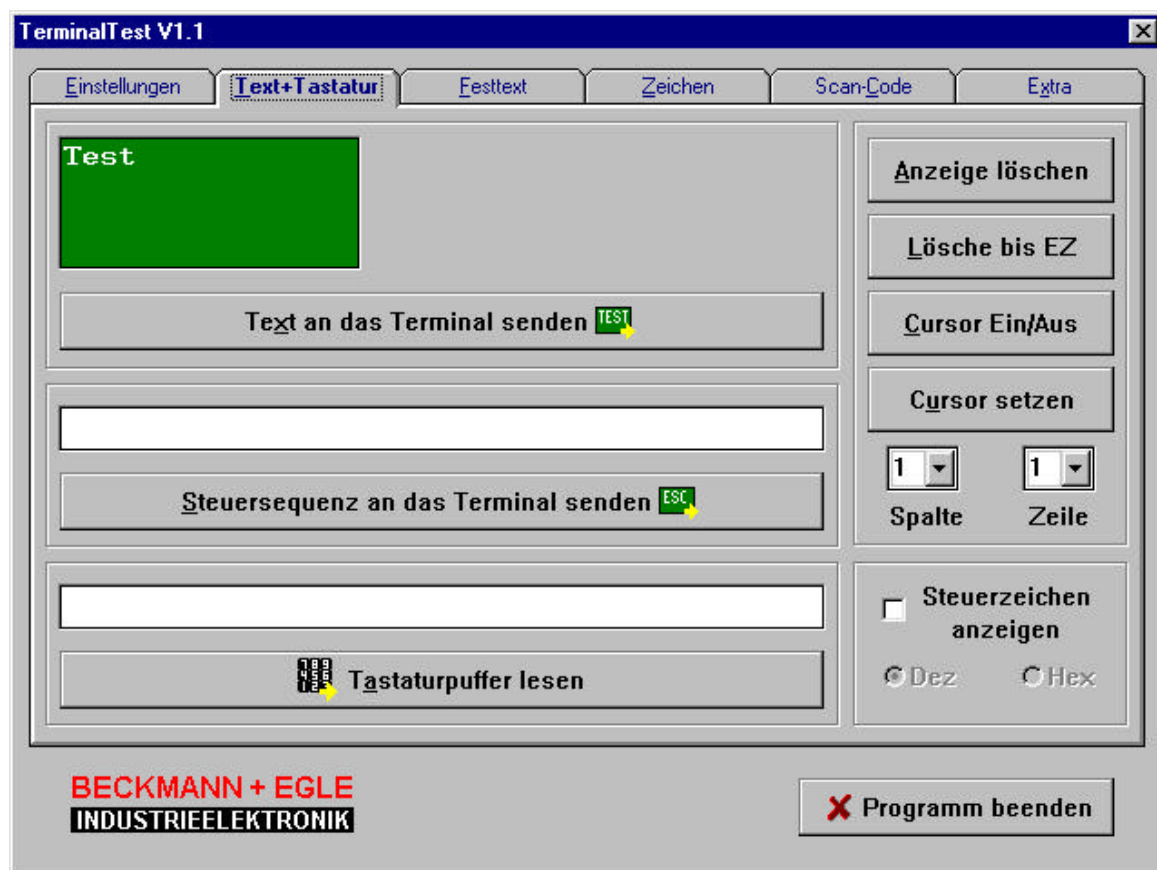 TerminalTest V1.1
Einstellungen
Text+Tastatur
Festtext
Zeichen
Scan-Code
Extra
Test
Text an das Terminal senden TEST
Steuersequenz an das Terminal senden ESC
Tastaturpuffer lesen
Anzeige löschen
Lösche bis EZ
Cursor Ein/Aus
Cursor setzen
1 1
Spalte Zeile
Steuerzeichen
anzeigen
Dez Hex
BECKMANN + EGLE
INDUSTRIEELEKTRONIK
Programm beenden